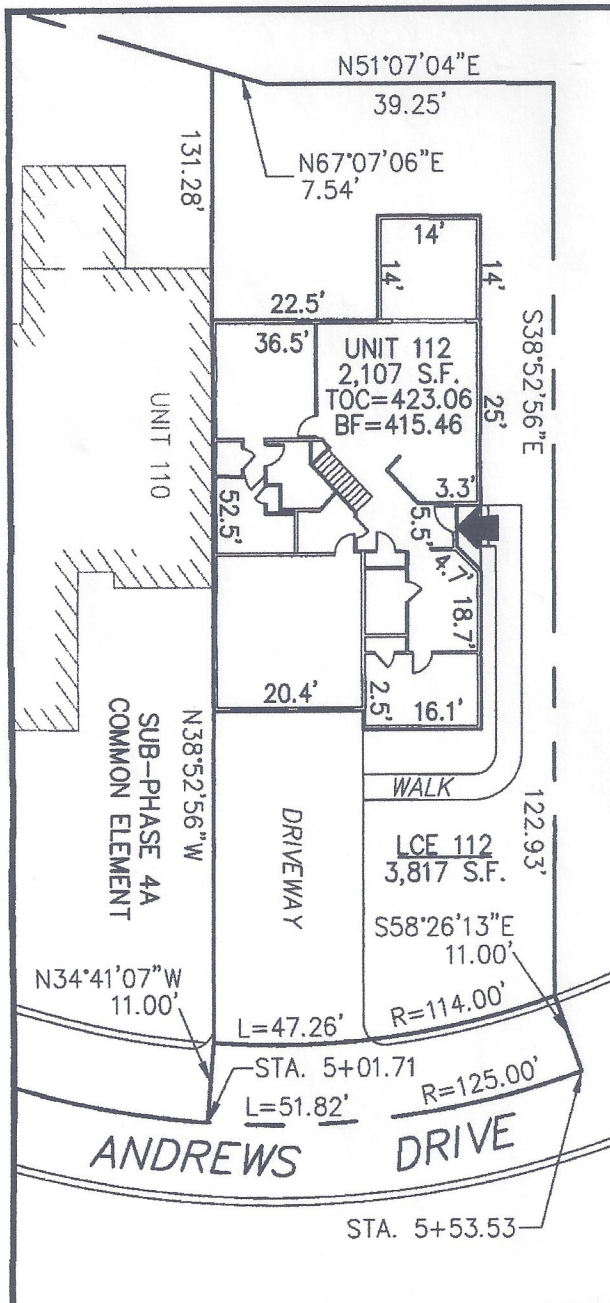 N51°07'04"E
39.25'
N67°07'06"E
7.54'
131.28'
14'
14'
14'
22.5'
36.5'
UNIT 112
2,107 S.F.
TOC=423.06
BF=415.46
S38°52'56"E
25'
UNIT 110
3.3'
5.5'
4.7'
52.5'
18.7'
20.4'
2.5'
16.1'
SUB-PHASE 4A
COMMON ELEMENT
N38°52'56"W
DRIVEWAY
WALK
122.93'
LCE 112
3,817 S.F.
S58°26'13"E
11.00'
N34°41'07"W
11.00'
L=47.26'
R=114.00'
STA. 5+01.71
L=51.82'
R=125.00'
ANDREWS DRIVE
STA. 5+53.53